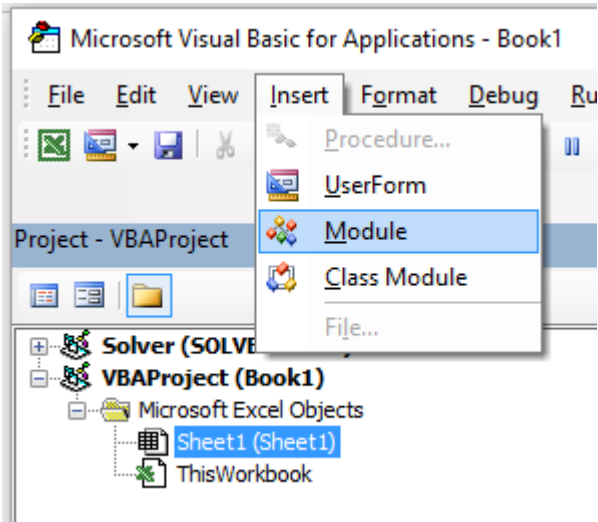 Microsoft Visual Basic for Applications - Book1
File Edit View Insert Format Debug Ru
Procedure...
UserForm
Module
Project - VBAProject
Class Module
File...
Solver (SOLVE
VBAProject (Book1)
Microsoft Excel Objects
Sheet1 (Sheet1)
ThisWorkbook